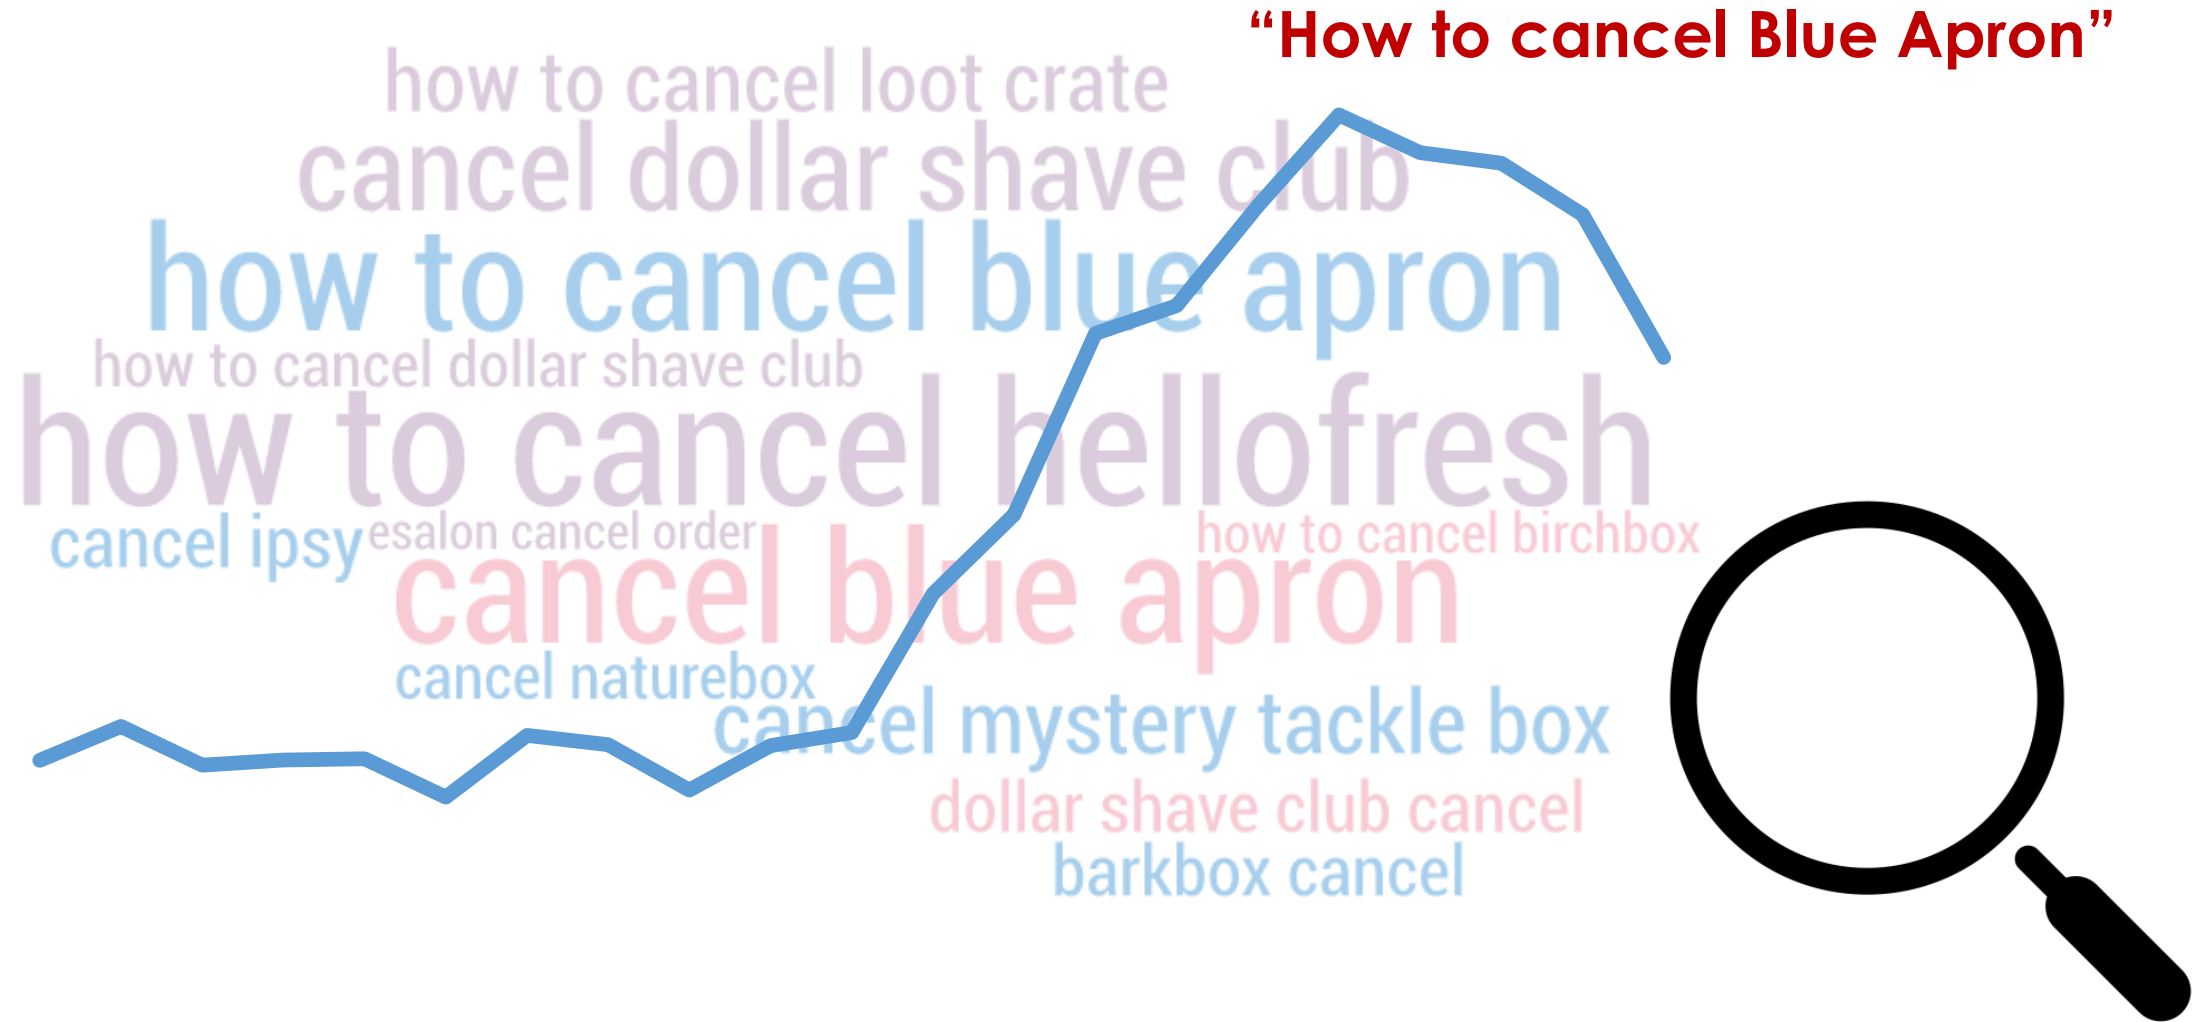 “How to cancel Blue Apron”
how to cancel loot crate
cancel dollar shave club
how to cancel blue apron
how to cancel dollar shave club
how to cancel hellofresh
cancel ipsy
esalon cancel order
how to cancel birchbox
cancel blue apron
cancel naturebox
cancel mystery tackle box
dollar shave club cancel
barkbox cancel